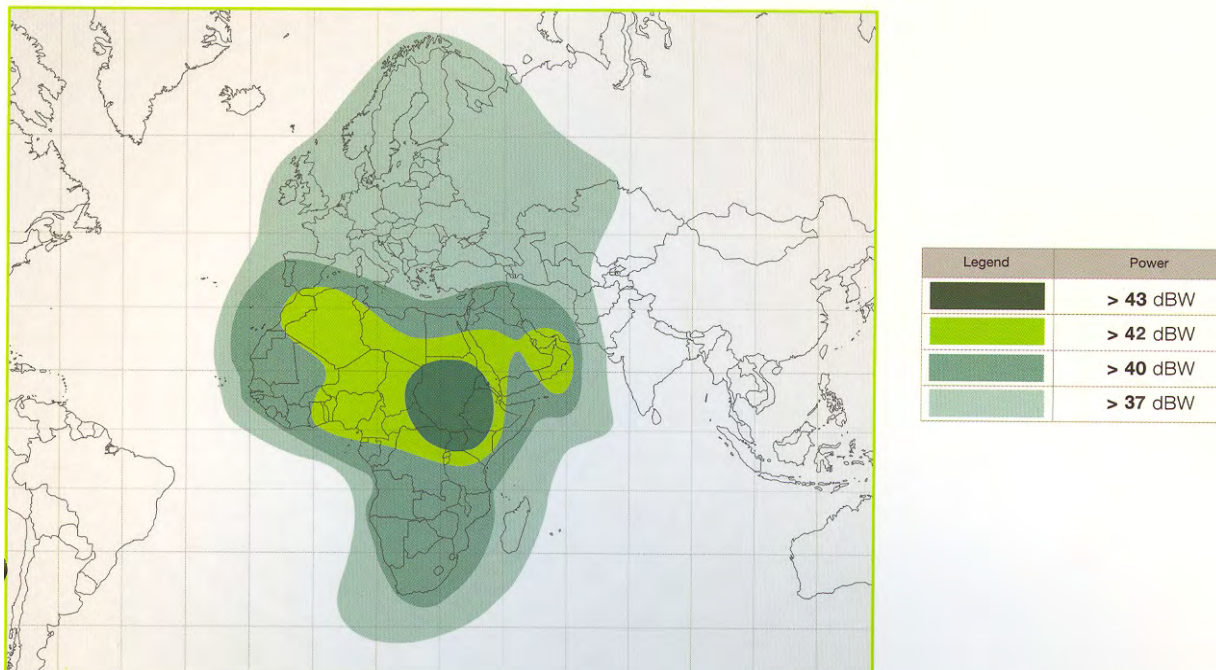 Legend Power
> 43 dBW
> 42 dBW
> 40 dBW
> 37 dBW